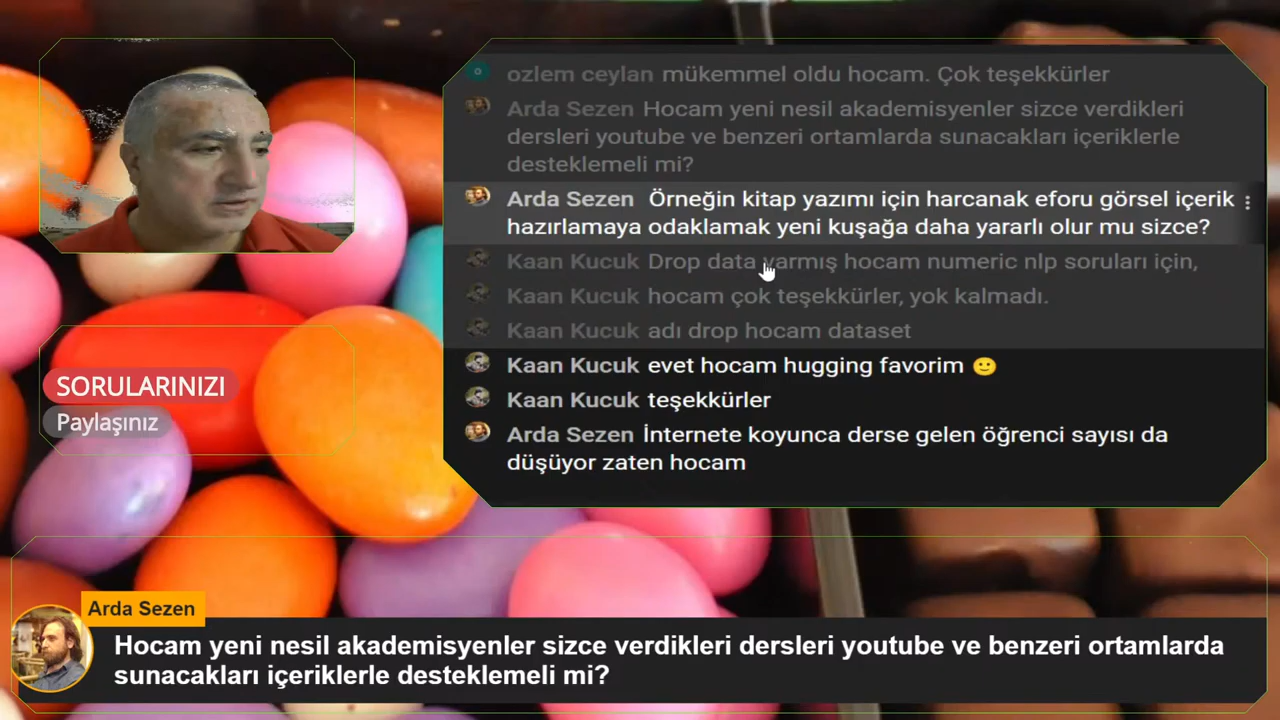 ozlem ceylan mükemmel oldu hocam. Çok teşekkürler
Arda Sezen Hocam yeni nesil akademisyenler sizce verdikleri
dersleri youtube ve benzeri ortamlarda sunacakları içeriklerle
desteklemeli mi?
Arda Sezen Örneğin kitap yazımı için harcanak eforu görsel içerik
hazırlamaya odaklamak yeni kuşağa daha yararlı olur mu sizce?
Kaan Kucuk Drop data varmış hocam numeric nlp soruları için,
Kaan Kucuk hocam çok teşekkürler, yok kalmadı.
Kaan Kucuk adı drop hocam dataset
Kaan Kucuk evet hocam hugging favorim 🙂
Kaan Kucuk teşekkürler
Arda Sezen İnternete koyunca derse gelen öğrenci sayısı da
düşüyor zaten hocam
SORULARINIZI
Paylaşınız
Arda Sezen
Hocam yeni nesil akademisyenler sizce verdikleri dersleri youtube ve benzeri ortamlarda
sunacakları içeriklerle desteklemeli mi?